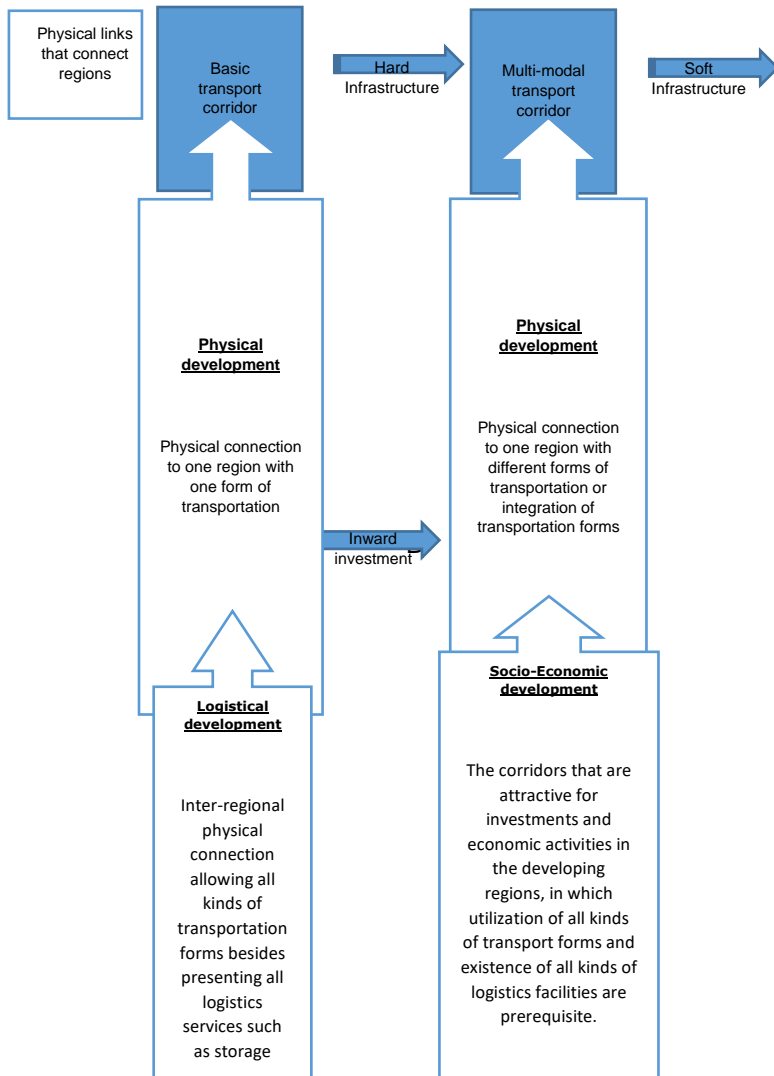 Physical links
that connect
regions
Basic
transport
corridor
Hard
Infrastructure
Multi-modal
transport
corridor
Soft
Infrastructure
Physical
development
Physical connection
to one region with
one form of
transportation
Physical
development
Physical connection
to one region with
different forms of
transportation or
integration of
transportation forms
Inward
investment
Logistical
development
Inter-regional
physical
connection
allowing all
kinds of
transportation
forms besides
presenting all
logistics
services such
as storage
Socio-Economic
development
The corridors that are
attractive for
investments and
economic activities in
the developing
regions, in which
utilization of all kinds
of transport forms and
existence of all kinds of
logistics facilities are
prerequisite.